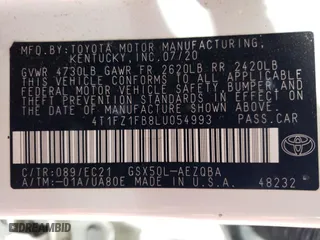 MFG.BY: TOYOTA MOTOR MANUFACTURING,
KENTUCKY, INC. 07/20
GVWR 4730LB GAWR FR 2620LB RR 2420LB
THIS VEHICLE CONFORMS TO ALL APPLICABLE
FEDERAL MOTOR VEHICLE SAFETY, BUMPER,
AND THEFT PREVENTION STANDARDS IN EFFECT
ON THE DATE OF MANUFACTURE SHOWN ABOVE.
4T1FZ1FB8LU054993 PASS.CAR
C/TR:089/EC21 GSX50L-AEZQBA
A/TM:-01A/UA80E MADE IN U.S.A. 48232
TOYOTA